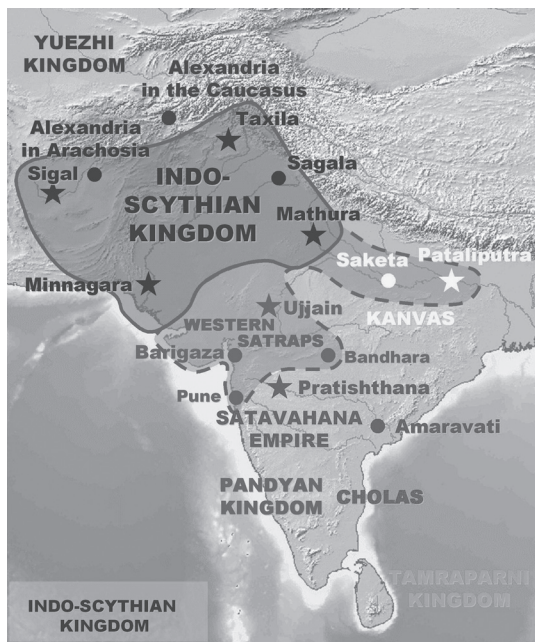 YUEZHI
KINGDOM
Alexandria
in the Caucasus
Taxila
Alexandria
in Arachosia
Sigal
Sagala
INDO-
SCYTHIAN
KINGDOM
Mathura
Minnagara
Saketa
Pataliputra
KANVAS
Ujjain
WESTERN
SATRAPS
Barigaza
Bandhara
Pune
Pratishthana
SATAVAHANA
EMPIRE
Amaravati
PANDYAN
KINGDOM
CHOLAS
TAMRAPARNI
KINGDOM
INDO-SCYTHIAN
KINGDOM